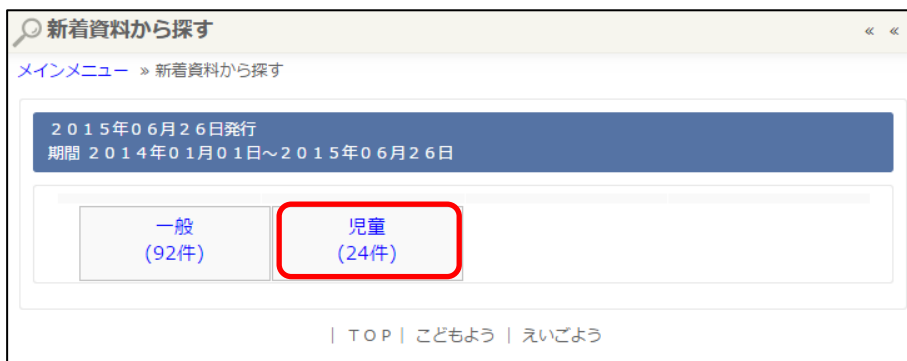 新着資料から探す « «
メインメニュー » 新着資料から探す
２０１５年０６月２６日発行
期間 ２０１４年０１月０１日～２０１５年０６月２６日
一般 児童
(92件) (24件)
｜ＴＯＰ｜こどもよう｜えいごよう